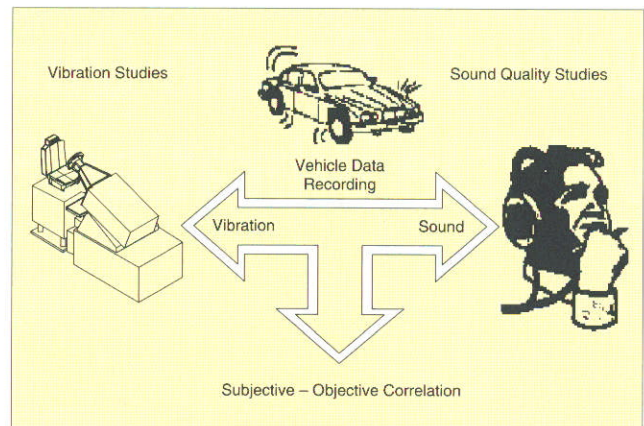 Vibration Studies
Sound Quality Studies
Vehicle Data
Recording
Vibration
Sound
Subjective – Objective Correlation